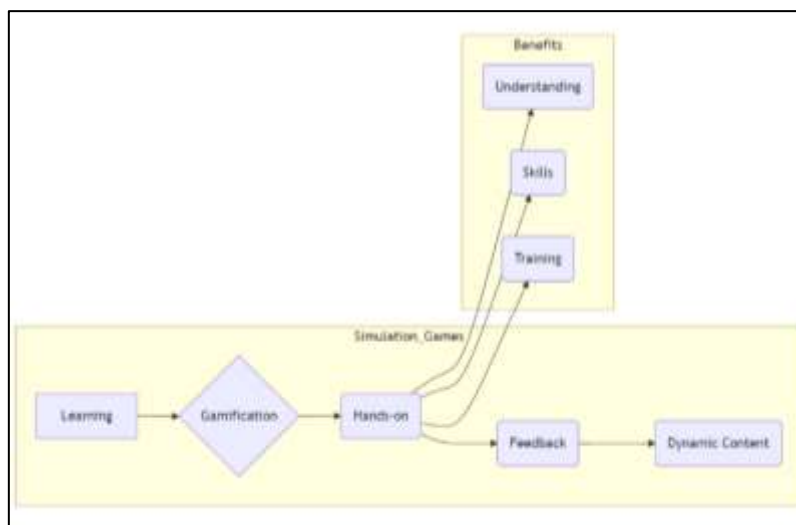 Benefits
Understanding
Skills
Training
Simulation_Games
Learning
Gamification
Hands-on
Feedback
Dynamic Content